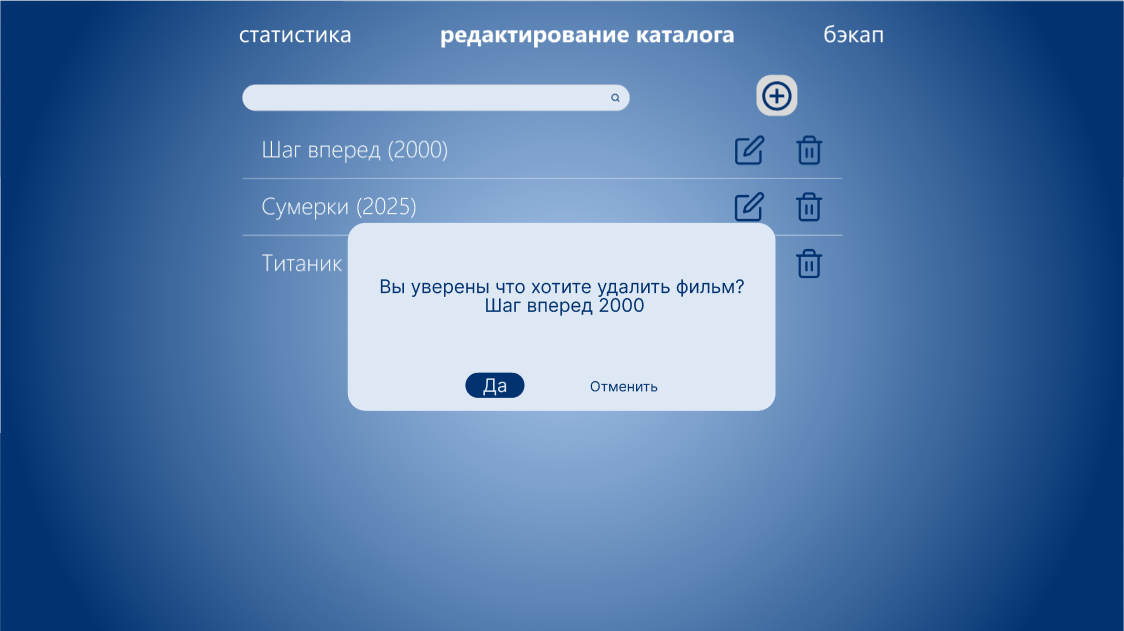 статистика редактирование каталога бэкап
Шаг вперед (2000)
Сумерки (2025)
Титаник
Вы уверены что хотите удалить фильм?
Шаг вперед 2000
Да Отменить